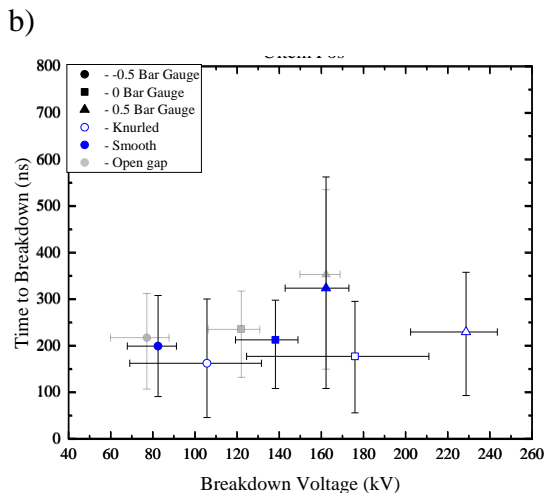 b)
800
700
600
500
400
300
200
100
0
Time to Breakdown (ns)
- -0.5 Bar Gauge
- 0 Bar Gauge
- 0.5 Bar Gauge
- Knurled
- Smooth
- Open gap
40 60 80 100 120 140 160 180 200 220 240 260
Breakdown Voltage (kV)